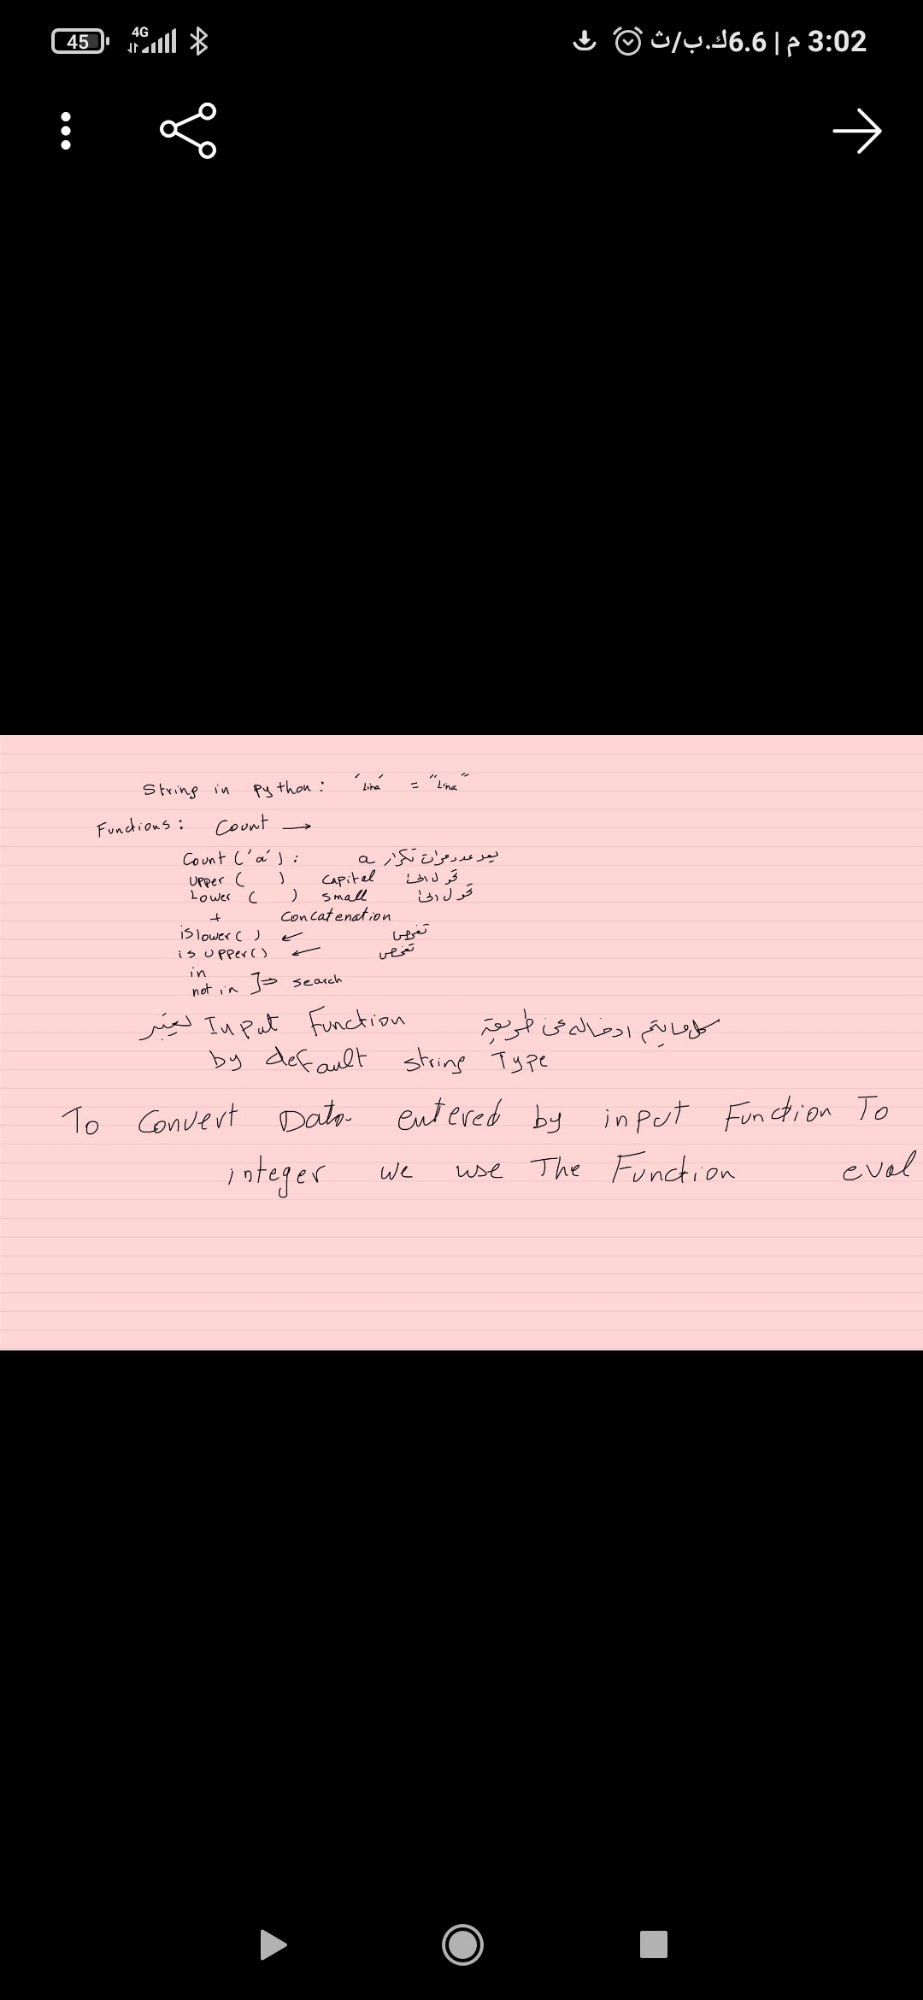 45 4G 6.6ك.ب/ث | 3:02 م
String in python: 'Lina' = "Lina"
Functions: Count →
Count ('a'): يعد عدد مرات تكرار a
upper ( ) capital تحول الى
Lower ( ) small تحول الى
+ Concatenation
islower( ) ← تفحص
is upper() ← تفحص
in
not in ]⇒ search
كل ما يتم ادخاله عن طريقة Input Function يعتبر
by default string Type
To Convert Data entered by input Function To
integer we use The Function eval